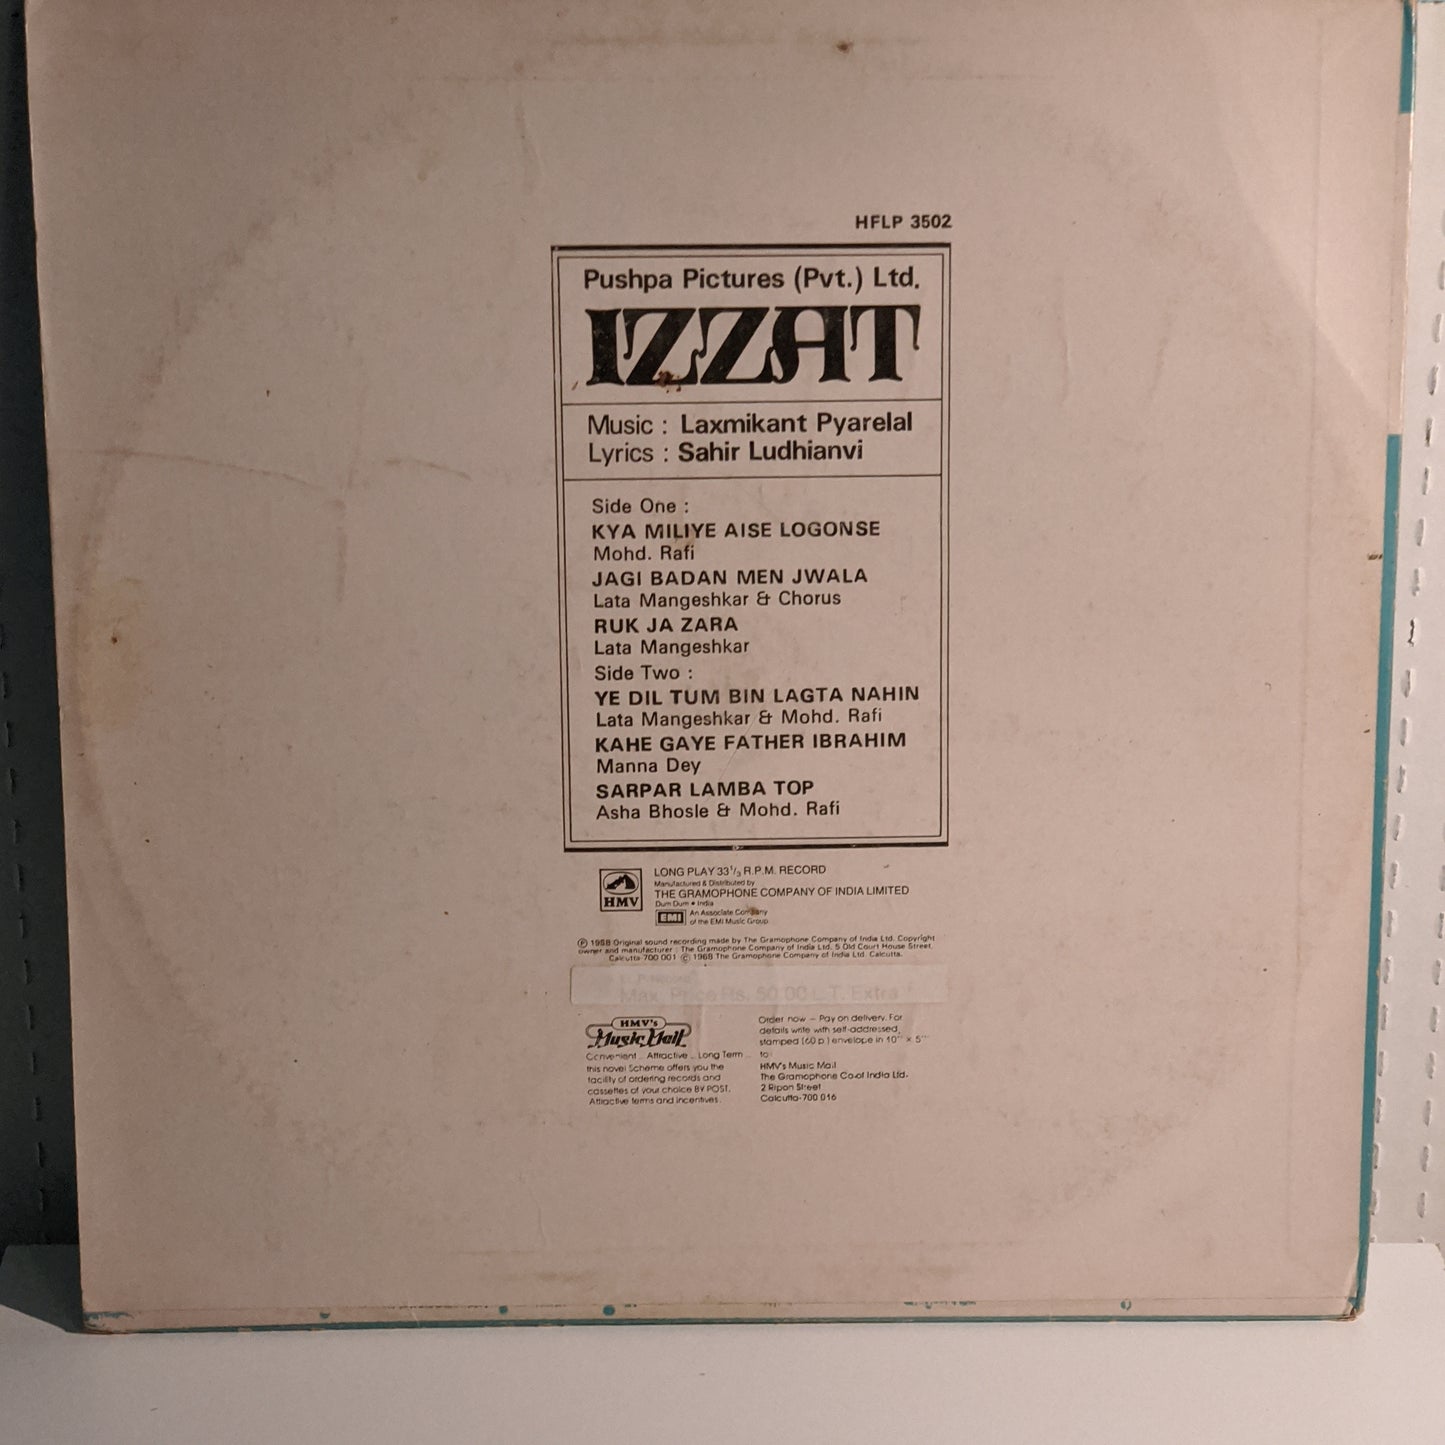 HFLP 3502
Pushpa Pictures (Pvt.) Ltd.
IZZAT
Music : Laxmikant Pyarelal
Lyrics : Sahir Ludhianvi
Side One :
KYA MILIYE AISE LOGONSE
Mohd. Rafi
JAGI BADAN MEN JWALA
Lata Mangeshkar & Chorus
RUK JA ZARA
Lata Mangeshkar
Side Two :
YE DIL TUM BIN LAGTA NAHIN
Lata Mangeshkar & Mohd. Rafi
KAHE GAYE FATHER IBRAHIM
Manna Dey
SARPAR LAMBA TOP
Asha Bhosle & Mohd. Rafi
HMV
LONG PLAY 33⅓ R.P.M. RECORD
Manufactured & Distributed by
THE GRAMOPHONE COMPANY OF INDIA LIMITED
Dum Dum • India
EMI
An Associate Company
of the EMI Music Group
Ⓟ 1968 Original sound recording made by The Gramophone Company of India Ltd. Copyright
owner and manufacturer : The Gramophone Company of India Ltd. 5 Old Court House Street,
Calcutta-700 001 © 1968 The Gramophone Company of India Ltd. Calcutta.
Max. Price Rs. 50.00 L.T. Extra
HMV's
Music Mail
Convenient .. Attractive .. Long Term ..
this novel Scheme offers you the
facility of ordering records and
cassettes of your choice BY POST.
Attractive terms and incentives.
Order now – Pay on delivery. For
details write with self-addressed,
stamped (60 p.) envelope in 10" × 5"
to:
HMV's Music Mail
The Gramophone Co.of India Ltd.
2 Ripon Street
Calcutta-700 016